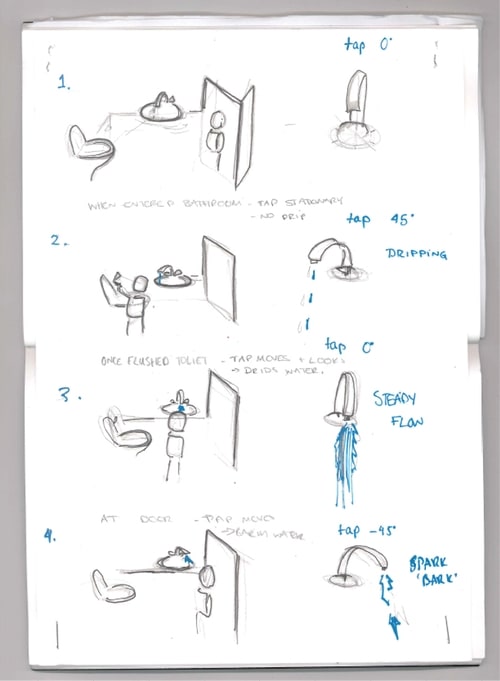 tap 0°
1.
WHEN ENTERED BATHROOM - TAP STATIONARY
- NO DRIP
tap 45°
2.
DRIPPING
ONCE FLUSHED TOILET - TAP MOVES + LOOKS
tap 0°
→ DRIPS WATER.
3.
STEADY
FLOW
AT DOOR - TAP MOVES
WATER
tap -45°
4.
SPARK
'BARK'